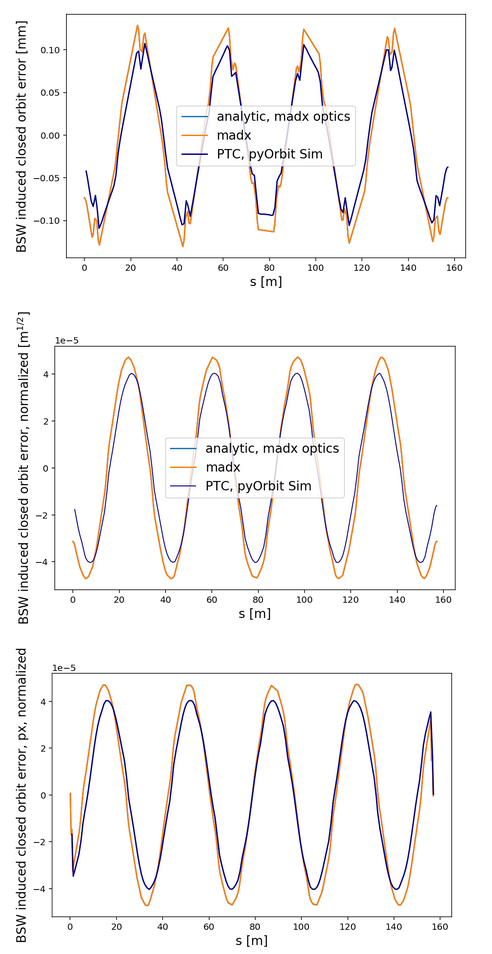 BSW induced closed orbit error [mm]
0.10
0.05
0.00
−0.05
−0.10
analytic, madx optics
madx
PTC, pyOrbit Sim
0 20 40 60 80 100 120 140 160
s [m]
BSW induced closed orbit error, normalized [m^{1/2}]
1e−5
4
2
0
−2
−4
analytic, madx optics
madx
PTC, pyOrbit Sim
0 20 40 60 80 100 120 140 160
s [m]
BSW induced closed orbit error, px, normalized
1e−5
4
2
0
−2
−4
0 20 40 60 80 100 120 140 160
s [m]